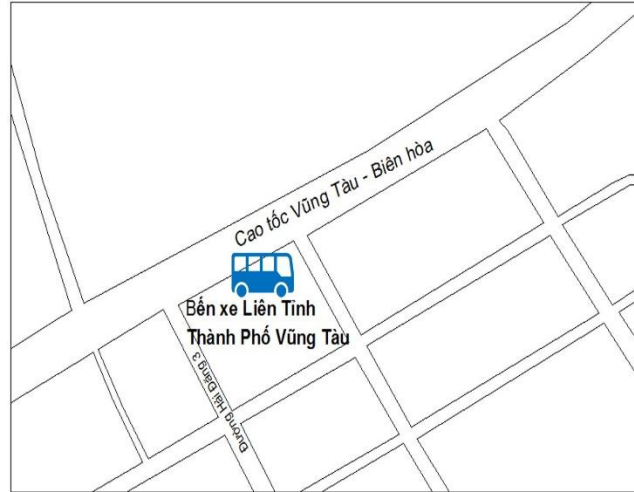 Cao tốc Vũng Tàu - Biên hòa
Bến xe Liên Tỉnh
Thành Phố Vũng Tàu
Đường Hải Đăng 3